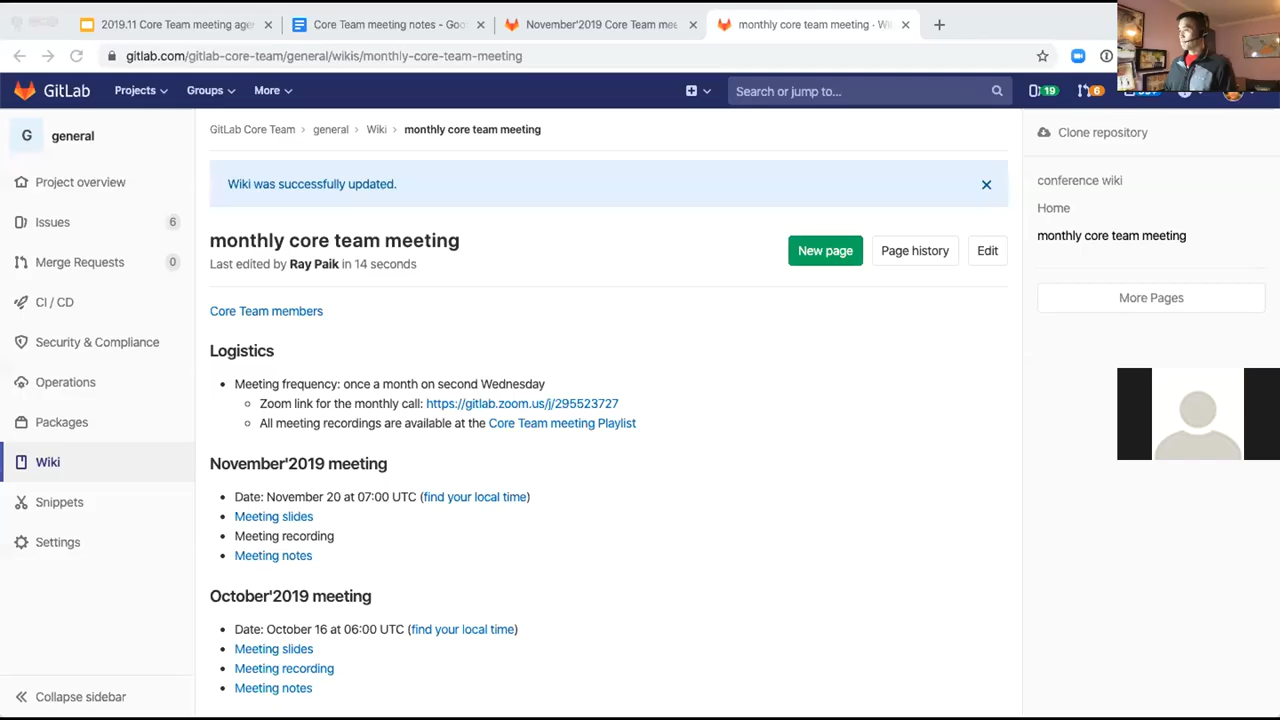 2019.11 Core Team meeting age
Core Team meeting notes - Goo
November'2019 Core Team mee
monthly core team meeting · Wi
gitlab.com/gitlab-core-team/general/wikis/monthly-core-team-meeting
GitLab
Projects
Groups
More
Search or jump to...
19
6
G
general
GitLab Core Team › general › Wiki › monthly core team meeting
Clone repository
Project overview
Issues 6
Merge Requests 0
CI / CD
Security & Compliance
Operations
Packages
Wiki
Snippets
Settings
Collapse sidebar
Wiki was successfully updated.
monthly core team meeting
Last edited by Ray Paik in 14 seconds
New page
Page history
Edit
Core Team members
Logistics
Meeting frequency: once a month on second Wednesday
Zoom link for the monthly call: https://gitlab.zoom.us/j/295523727
All meeting recordings are available at the Core Team meeting Playlist
November'2019 meeting
Date: November 20 at 07:00 UTC (find your local time)
Meeting slides
Meeting recording
Meeting notes
October'2019 meeting
Date: October 16 at 06:00 UTC (find your local time)
Meeting slides
Meeting recording
Meeting notes
conference wiki
Home
monthly core team meeting
More Pages